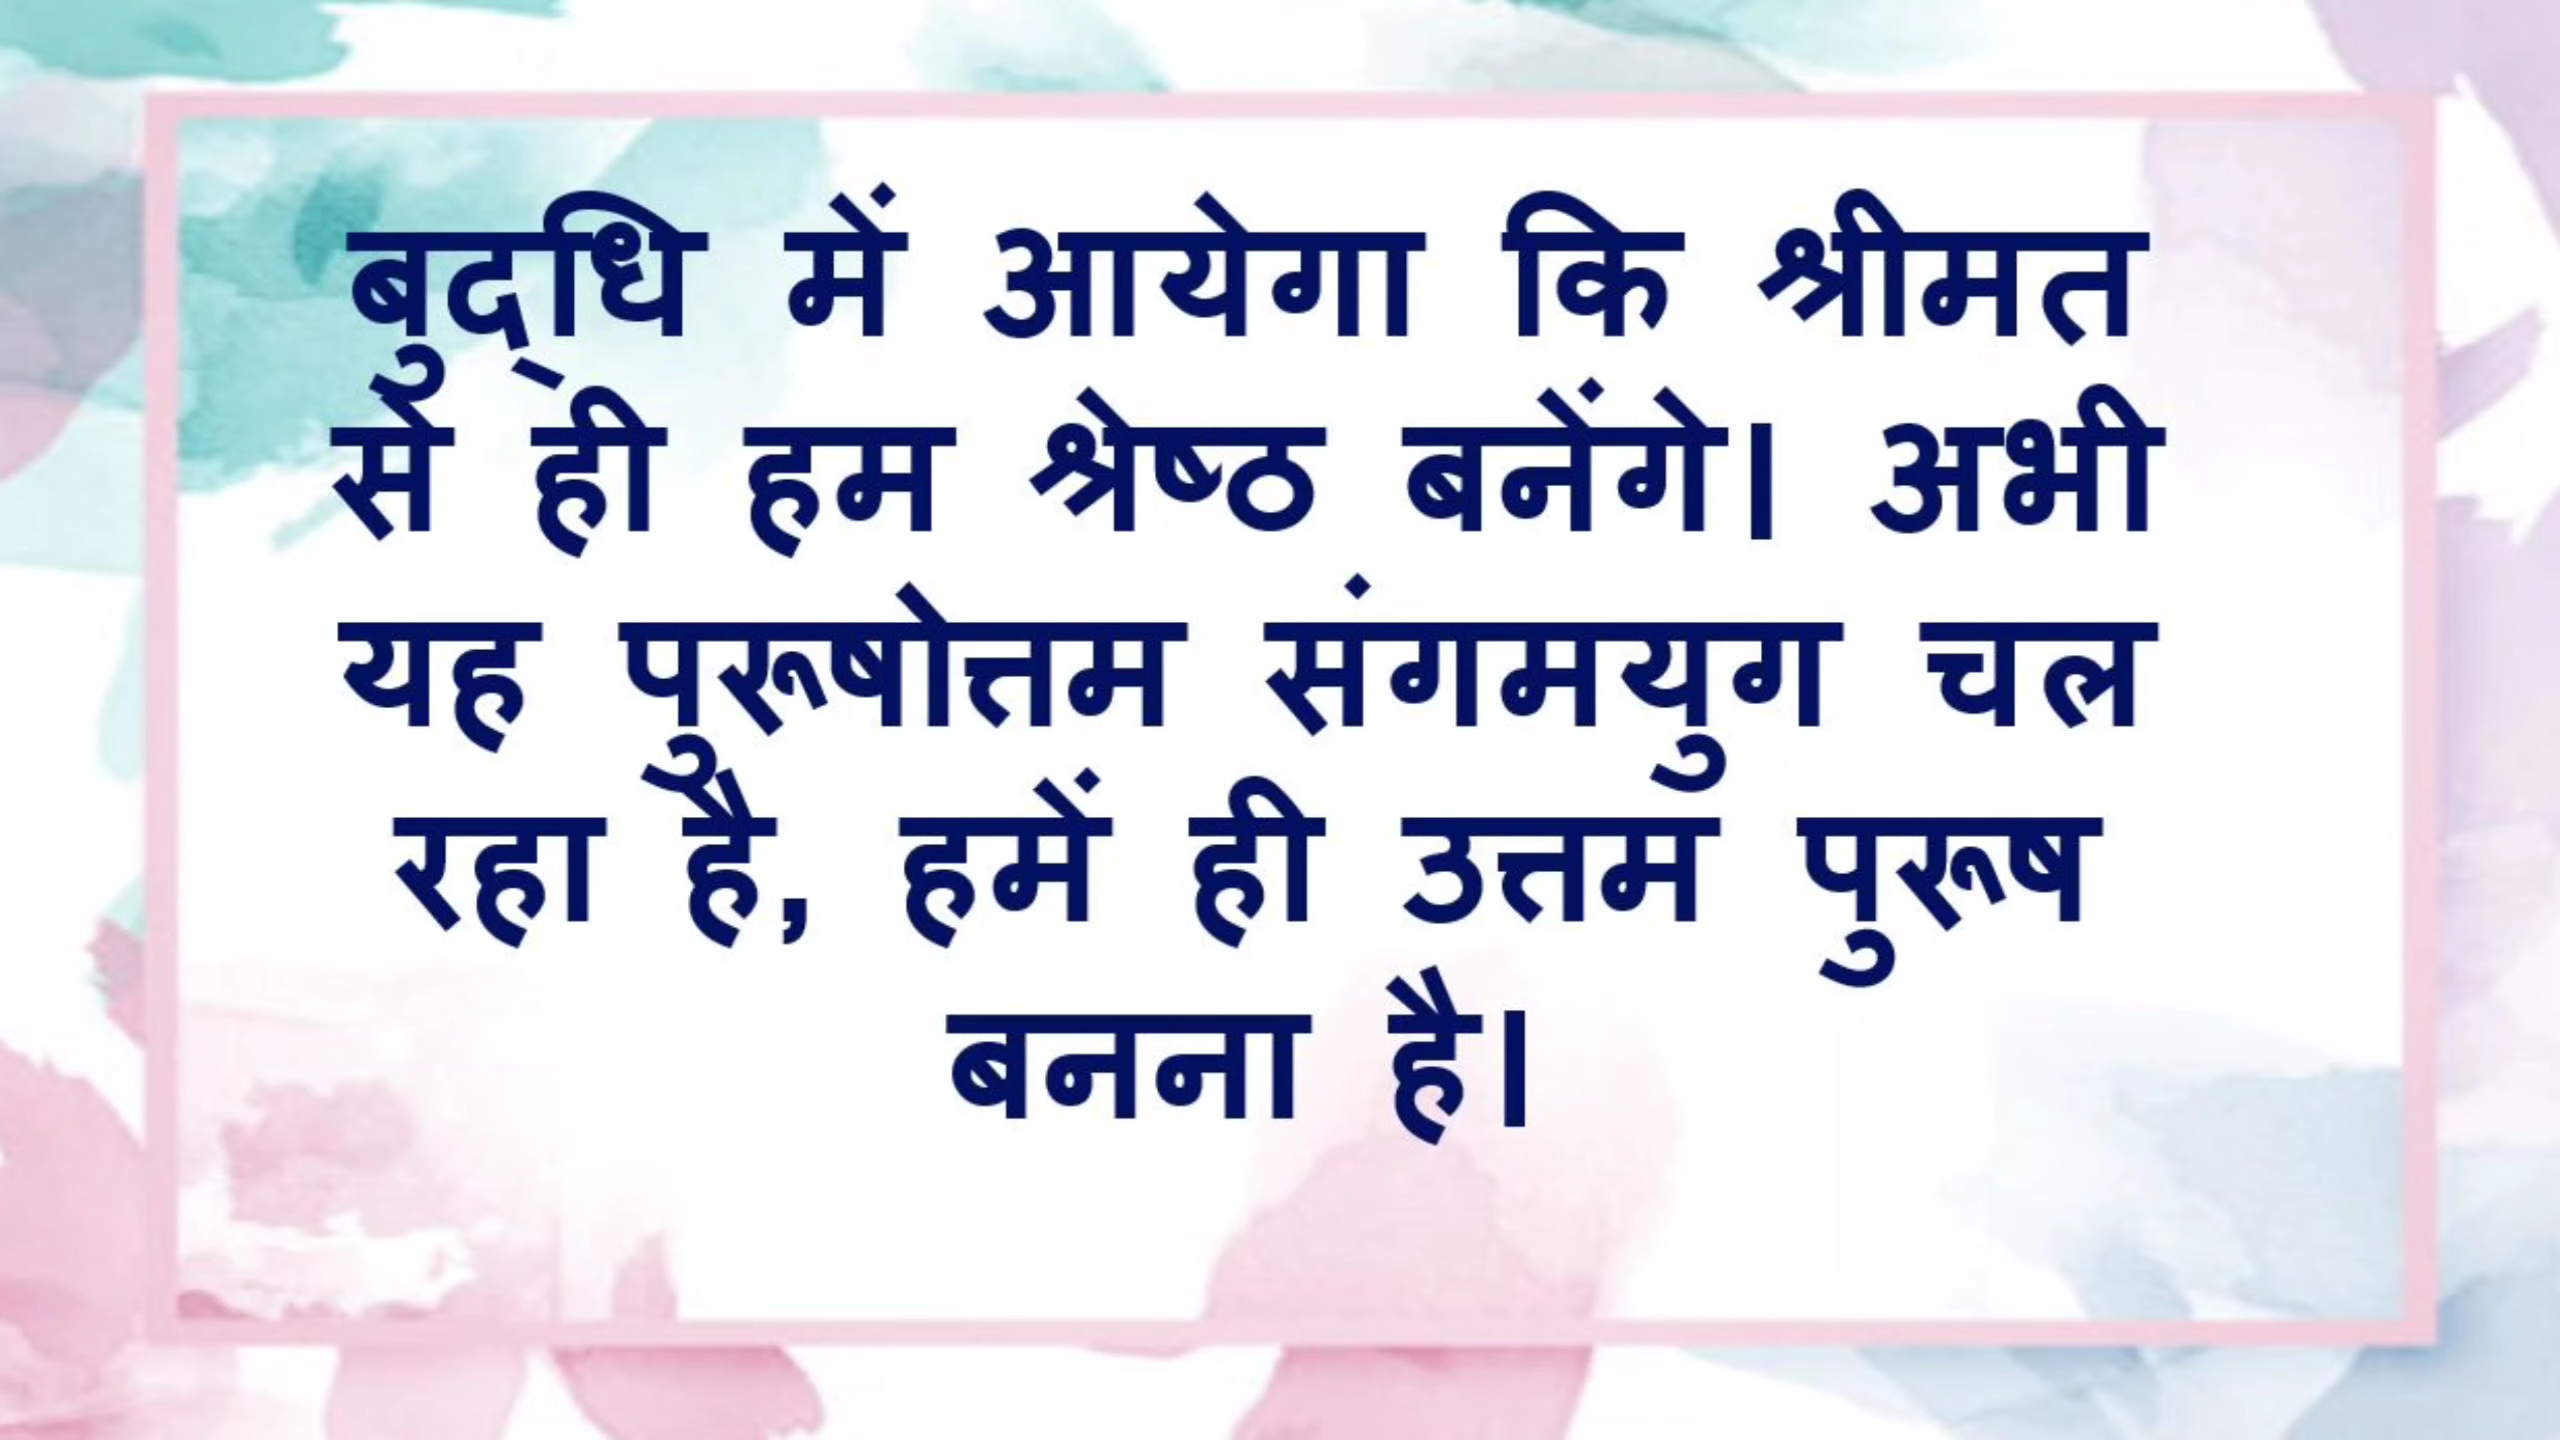 बुद्धि में आयेगा कि श्रीमत
से ही हम श्रेष्ठ बनेंगे। अभी
यह पुरूषोत्तम संगमयुग चल
रहा है, हमें ही उत्तम पुरूष
बनना है।